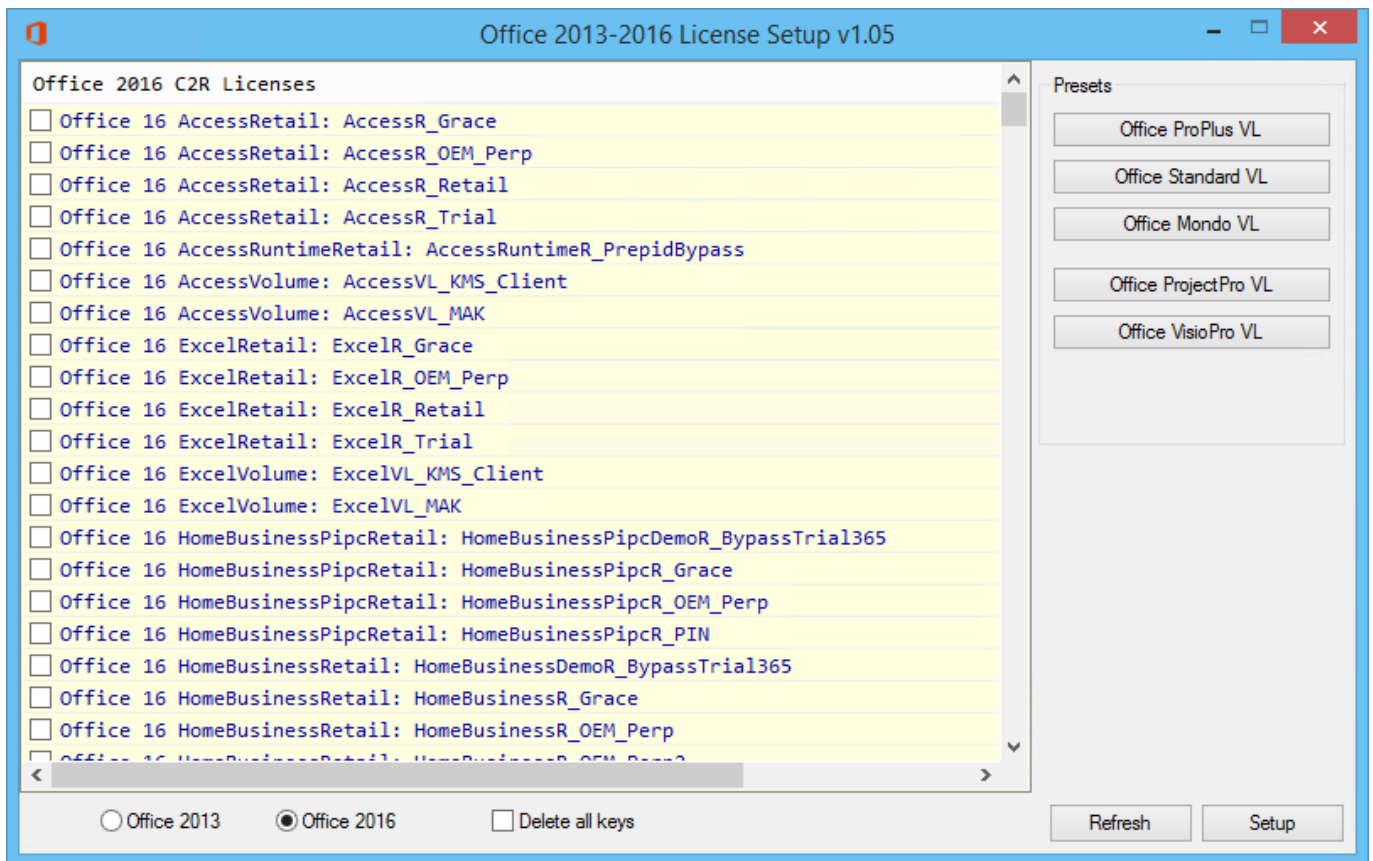 Office 2013-2016 License Setup v1.05
Office 2016 C2R Licenses
Office 16 AccessRetail: AccessR_Grace
Office 16 AccessRetail: AccessR_OEM_Perp
Office 16 AccessRetail: AccessR_Retail
Office 16 AccessRetail: AccessR_Trial
Office 16 AccessRuntimeRetail: AccessRuntimeR_PrepidBypass
Office 16 AccessVolume: AccessVL_KMS_Client
Office 16 AccessVolume: AccessVL_MAK
Office 16 ExcelRetail: ExcelR_Grace
Office 16 ExcelRetail: ExcelR_OEM_Perp
Office 16 ExcelRetail: ExcelR_Retail
Office 16 ExcelRetail: ExcelR_Trial
Office 16 ExcelVolume: ExcelVL_KMS_Client
Office 16 ExcelVolume: ExcelVL_MAK
Office 16 HomeBusinessPipcRetail: HomeBusinessPipcDemoR_BypassTrial365
Office 16 HomeBusinessPipcRetail: HomeBusinessPipcR_Grace
Office 16 HomeBusinessPipcRetail: HomeBusinessPipcR_OEM_Perp
Office 16 HomeBusinessPipcRetail: HomeBusinessPipcR_PIN
Office 16 HomeBusinessRetail: HomeBusinessDemoR_BypassTrial365
Office 16 HomeBusinessRetail: HomeBusinessR_Grace
Office 16 HomeBusinessRetail: HomeBusinessR_OEM_Perp
Office 16 HomeBusinessRetail: HomeBusinessR_OEM_Perp2
Presets
Office ProPlus VL
Office Standard VL
Office Mondo VL
Office ProjectPro VL
Office VisioPro VL
Office 2013
Office 2016
Delete all keys
Refresh
Setup